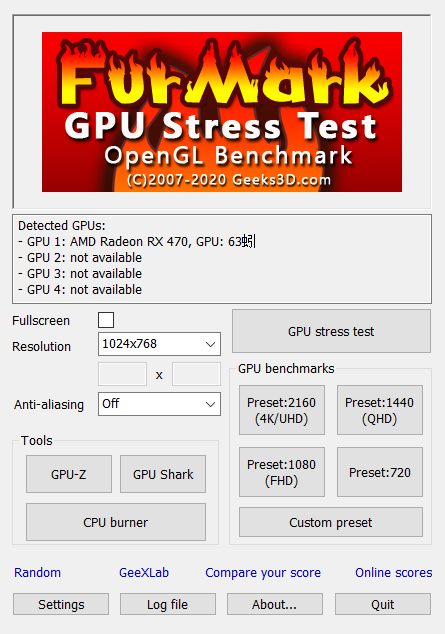 FurMark
GPU Stress Test
OpenGL Benchmark
(C)2007-2020 Geeks3D.com
Detected GPUs:
- GPU 1: AMD Radeon RX 470, GPU: 63蚓
- GPU 2: not available
- GPU 3: not available
- GPU 4: not available
Fullscreen
Resolution
1024x768
x
Anti-aliasing
Off
Tools
GPU-Z
GPU Shark
CPU burner
GPU stress test
GPU benchmarks
Preset:2160
(4K/UHD)
Preset:1440
(QHD)
Preset:1080
(FHD)
Preset:720
Custom preset
Random
GeeXLab
Compare your score
Online scores
Settings
Log file
About...
Quit